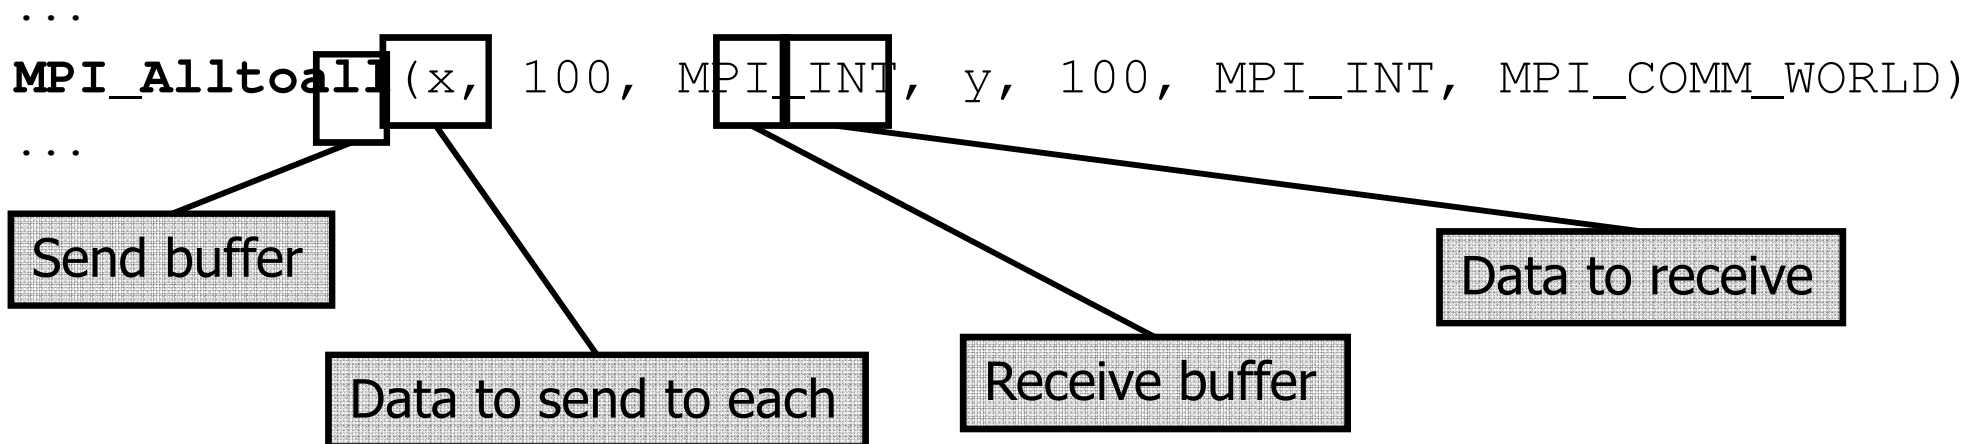 ...
MPI_Alltoall(x, 100, MPI_INT, y, 100, MPI_INT, MPI_COMM_WORLD)
...
Send buffer
Data to receive
Receive buffer
Data to send to each